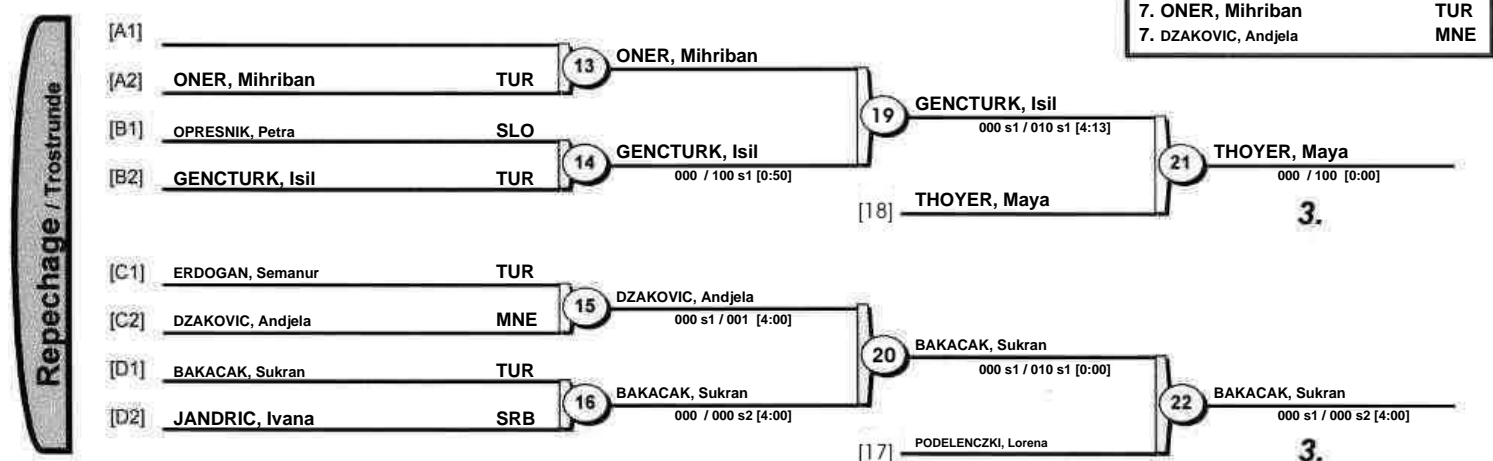 7. ONER, Mihriban TUR
7. DZAKOVIC, Andjela MNE
Repechage / Trostrunde
[A1]
[A2] ONER, Mihriban TUR
13 ONER, Mihriban
[B1] OPRESNIK, Petra SLO
[B2] GENCTURK, Isil TUR
14 GENCTURK, Isil
000 / 100 s1 [0:50]
19 GENCTURK, Isil
000 s1 / 010 s1 [4:13]
[18] THOYER, Maya
21 THOYER, Maya
000 / 100 [0:00]
3.
[C1] ERDOGAN, Semanur TUR
[C2] DZAKOVIC, Andjela MNE
15 DZAKOVIC, Andjela
000 s1 / 001 [4:00]
[D1] BAKACAK, Sukran TUR
[D2] JANDRIC, Ivana SRB
16 BAKACAK, Sukran
000 / 000 s2 [4:00]
20 BAKACAK, Sukran
000 s1 / 010 s1 [0:00]
[17] PODELENCZKI, Lorena
22 BAKACAK, Sukran
000 s1 / 000 s2 [4:00]
3.